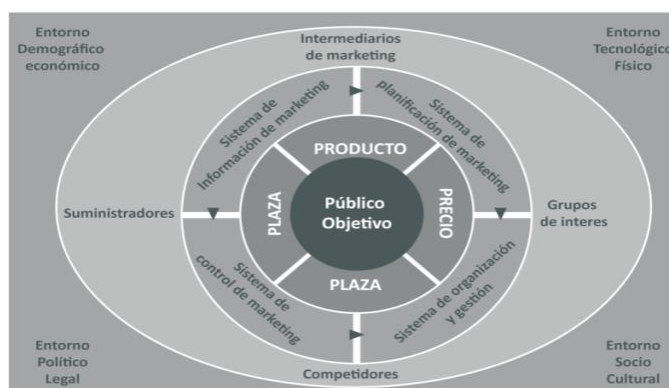 Entorno
Demográfico
económico
Intermediarios
de marketing
Entorno
Tecnológico
Físico
Sistema de
Información de marketing
Sistema de
planificación de marketing
PRODUCTO
Suministradores
PLAZA
Público
Objetivo
PRECIO
Grupos
de interes
PLAZA
Sistema de
control de marketing
Sistema de organización
y gestión
Entorno
Político
Legal
Competidores
Entorno
Socio
Cultural